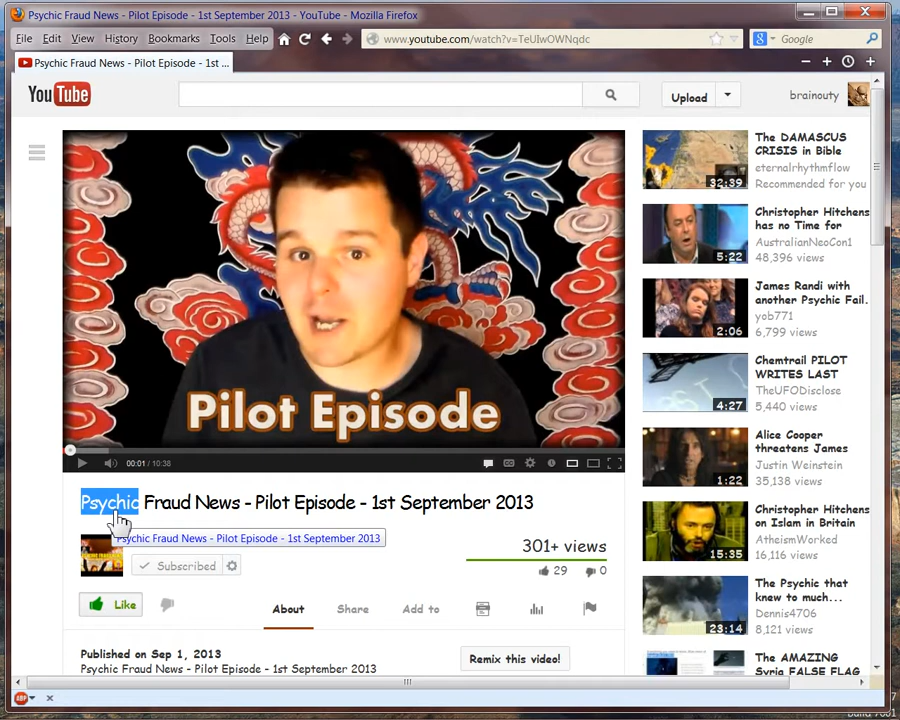 Psychic Fraud News - Pilot Episode - 1st September 2013 - YouTube - Mozilla Firefox
File Edit View History Bookmarks Tools Help
www.youtube.com/watch?v=TeUIwOWNqdc
Google
Psychic Fraud News - Pilot Episode - 1st ...
YouTube
Upload
brainouty
Pilot Episode
00:01 / 10:38
Psychic Fraud News - Pilot Episode - 1st September 2013
Psychic Fraud News - Pilot Episode - 1st September 2013
301+ views
Subscribed
29 0
Like
About Share Add to
Published on Sep 1, 2013
Psychic Fraud News - Pilot Episode - 1st September 2013
Remix this video!
The DAMASCUS
CRISIS in Bible
eternalrhythmflow
Recommended for you
32:39
Christopher Hitchens
has no Time for
AustralianNeoCon1
48,396 views
5:22
James Randi with
another Psychic Fail.
yob771
6,799 views
2:06
Chemtrail PILOT
WRITES LAST
TheUFODisclose
5,440 views
4:27
Alice Cooper
threatens James
Justin Weinstein
35,138 views
1:22
Christopher Hitchens
on Islam in Britain
AtheismWorked
16,116 views
15:35
The Psychic that
knew to much...
Dennis4706
8,121 views
23:14
The AMAZING
Syria FALSE FLAG
ABP